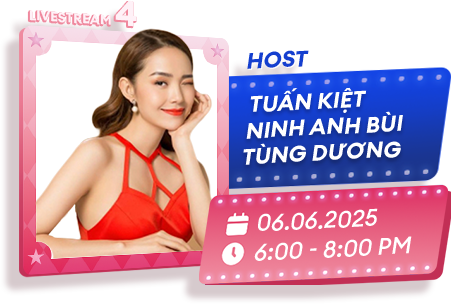 LIVESTREAM 4
HOST
TUẤN KIỆT
NINH ANH BÙI
TÙNG DƯƠNG
06.06.2025
6:00 - 8:00 PM